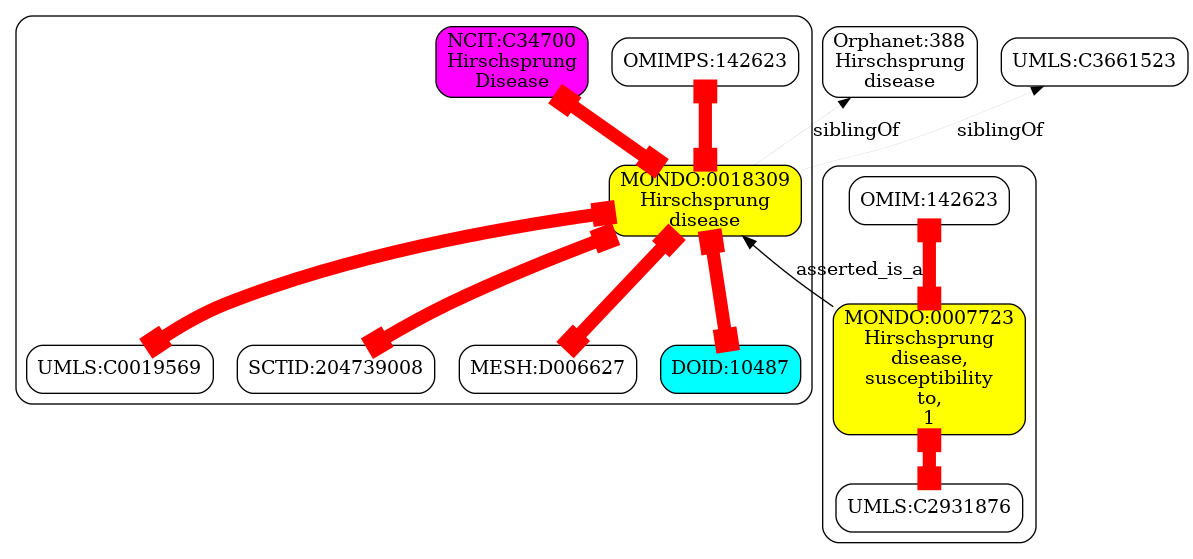 NCIT:C34700
Hirschsprung
Disease
OMIMPS:142623
Orphanet:388
Hirschsprung
disease
UMLS:C3661523
siblingOf
siblingOf
MONDO:0018309
Hirschsprung
disease
OMIM:142623
asserted_is_a
MONDO:0007723
Hirschsprung
disease,
susceptibility
to,
1
UMLS:C0019569
SCTID:204739008
MESH:D006627
DOID:10487
UMLS:C2931876